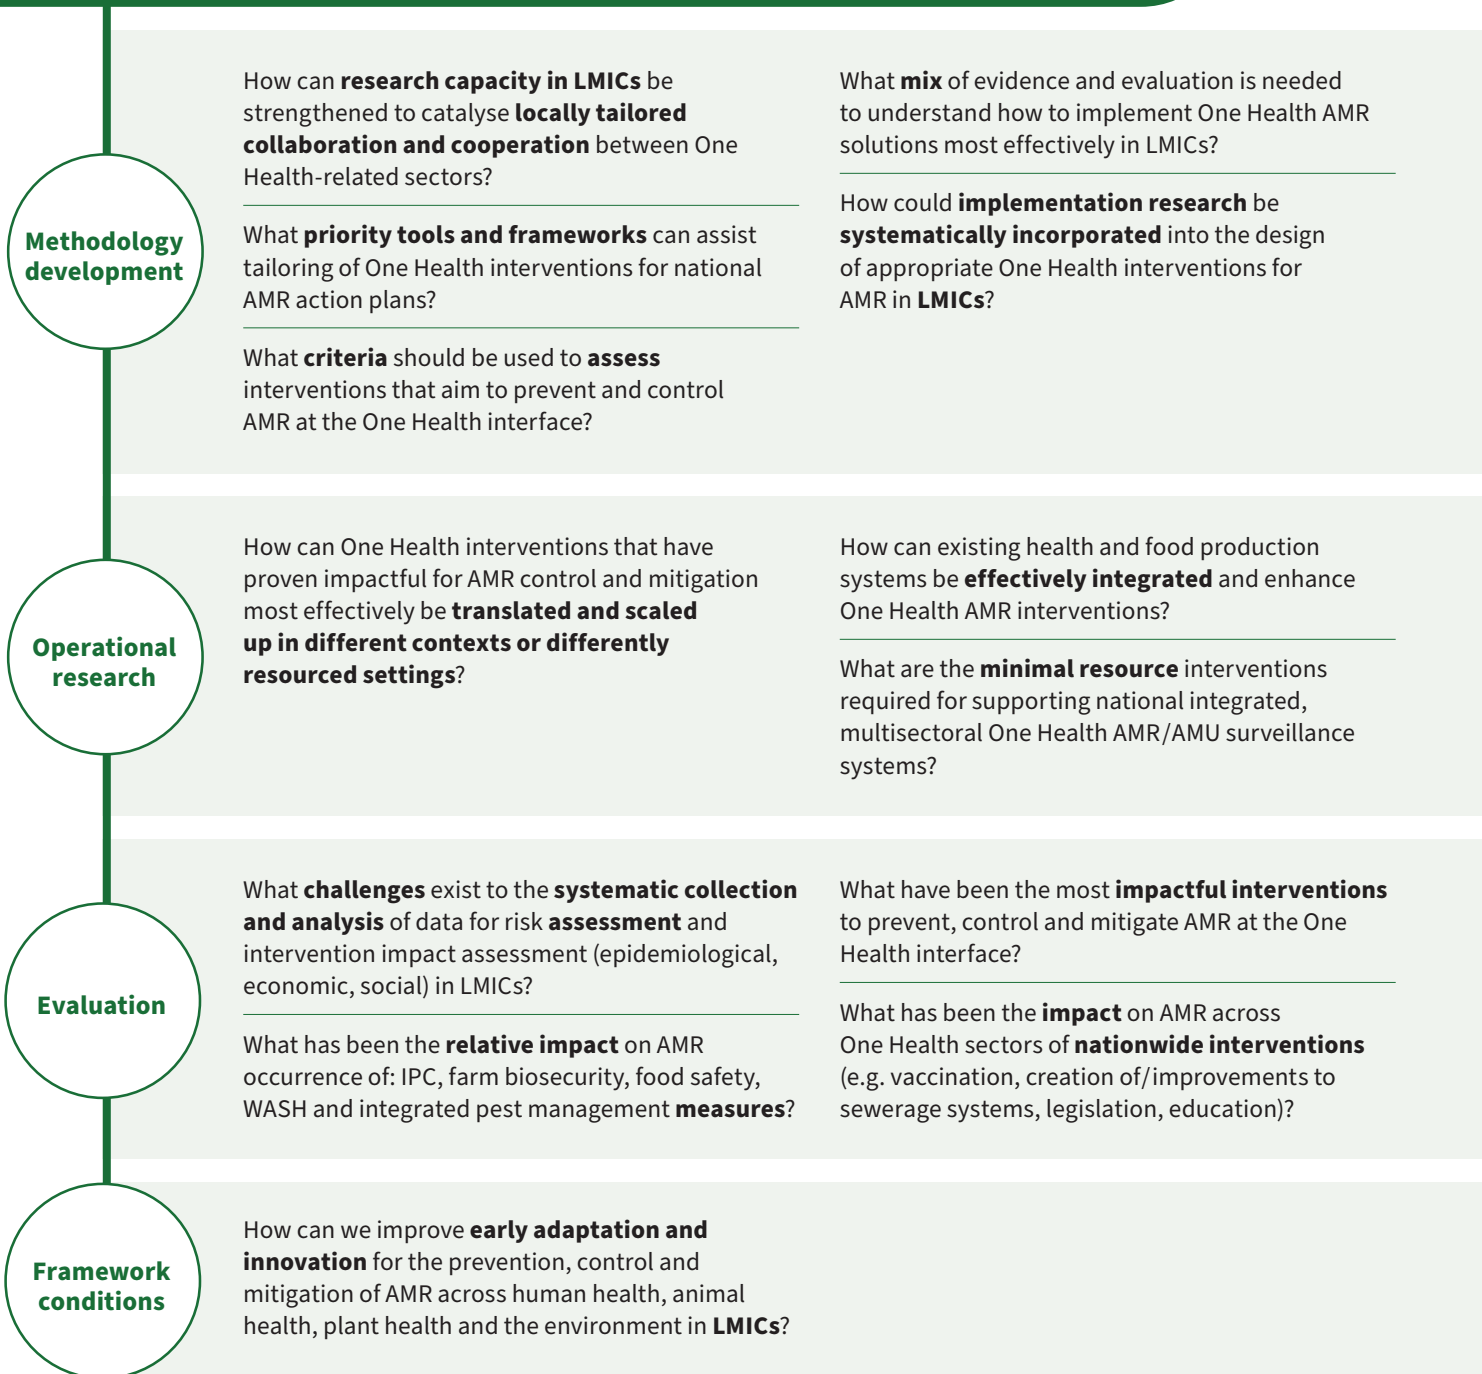 Methodology
development
How can research capacity in LMICs be
strengthened to catalyse locally tailored
collaboration and cooperation between One
Health-related sectors?
What priority tools and frameworks can assist
tailoring of One Health interventions for national
AMR action plans?
What criteria should be used to assess
interventions that aim to prevent and control
AMR at the One Health interface?
What mix of evidence and evaluation is needed
to understand how to implement One Health AMR
solutions most effectively in LMICs?
How could implementation research be
systematically incorporated into the design
of appropriate One Health interventions for
AMR in LMICs?
Operational
research
How can One Health interventions that have
proven impactful for AMR control and mitigation
most effectively be translated and scaled
up in different contexts or differently
resourced settings?
How can existing health and food production
systems be effectively integrated and enhance
One Health AMR interventions?
What are the minimal resource interventions
required for supporting national integrated,
multisectoral One Health AMR/AMU surveillance
systems?
Evaluation
What challenges exist to the systematic collection
and analysis of data for risk assessment and
intervention impact assessment (epidemiological,
economic, social) in LMICs?
What has been the relative impact on AMR
occurrence of: IPC, farm biosecurity, food safety,
WASH and integrated pest management measures?
What have been the most impactful interventions
to prevent, control and mitigate AMR at the One
Health interface?
What has been the impact on AMR across
One Health sectors of nationwide interventions
(e.g. vaccination, creation of/improvements to
sewerage systems, legislation, education)?
Framework
conditions
How can we improve early adaptation and
innovation for the prevention, control and
mitigation of AMR across human health, animal
health, plant health and the environment in LMICs?